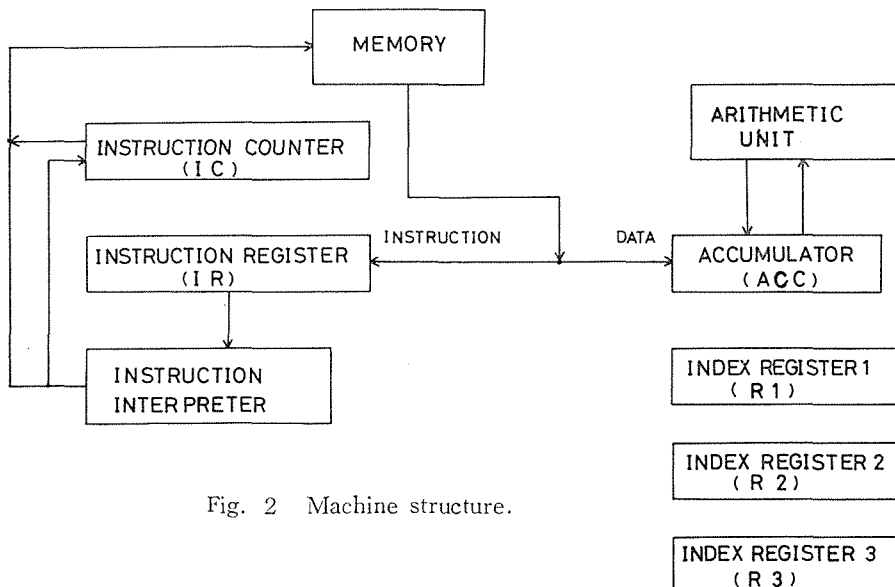 MEMORY
ARITHMETIC
UNIT
INSTRUCTION COUNTER
(IC)
INSTRUCTION
DATA
INSTRUCTION REGISTER
(IR)
ACCUMULATOR
(ACC)
INSTRUCTION
INTERPRETER
INDEX REGISTER 1
(R1)
INDEX REGISTER 2
(R2)
INDEX REGISTER 3
(R3)
Fig. 2 Machine structure.